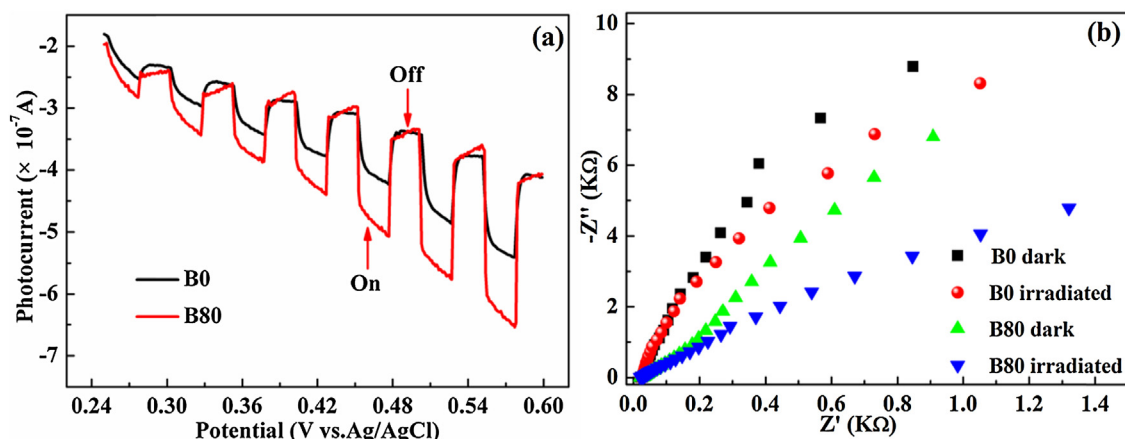 (a)
Photocurrent (× 10⁻⁷A)
-2
-3
-4
-5
-6
-7
Off
On
B0
B80
0.24 0.30 0.36 0.42 0.48 0.54 0.60
Potential (V vs.Ag/AgCl)
(b)
-Z'' (KΩ)
10
8
6
4
2
0
B0 dark
B0 irradiated
B80 dark
B80 irradiated
0.0 0.2 0.4 0.6 0.8 1.0 1.2 1.4
Z' (KΩ)